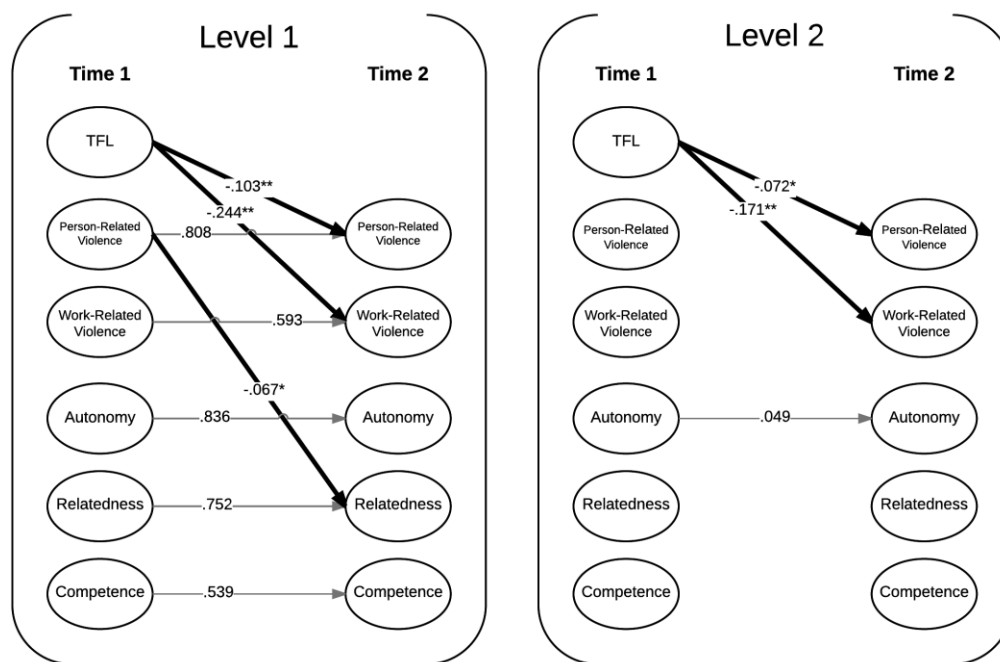 Level 1
Time 1
Time 2
TFL
-.103**
-.244**
Person-Related
Violence
.808
Person-Related
Violence
Work-Related
Violence
.593
Work-Related
Violence
-.067*
Autonomy
.836
Autonomy
Relatedness
.752
Relatedness
Competence
.539
Competence
Level 2
Time 1
Time 2
TFL
-.072*
-.171**
Person-Related
Violence
Person-Related
Violence
Work-Related
Violence
Work-Related
Violence
Autonomy
.049
Autonomy
Relatedness
Relatedness
Competence
Competence